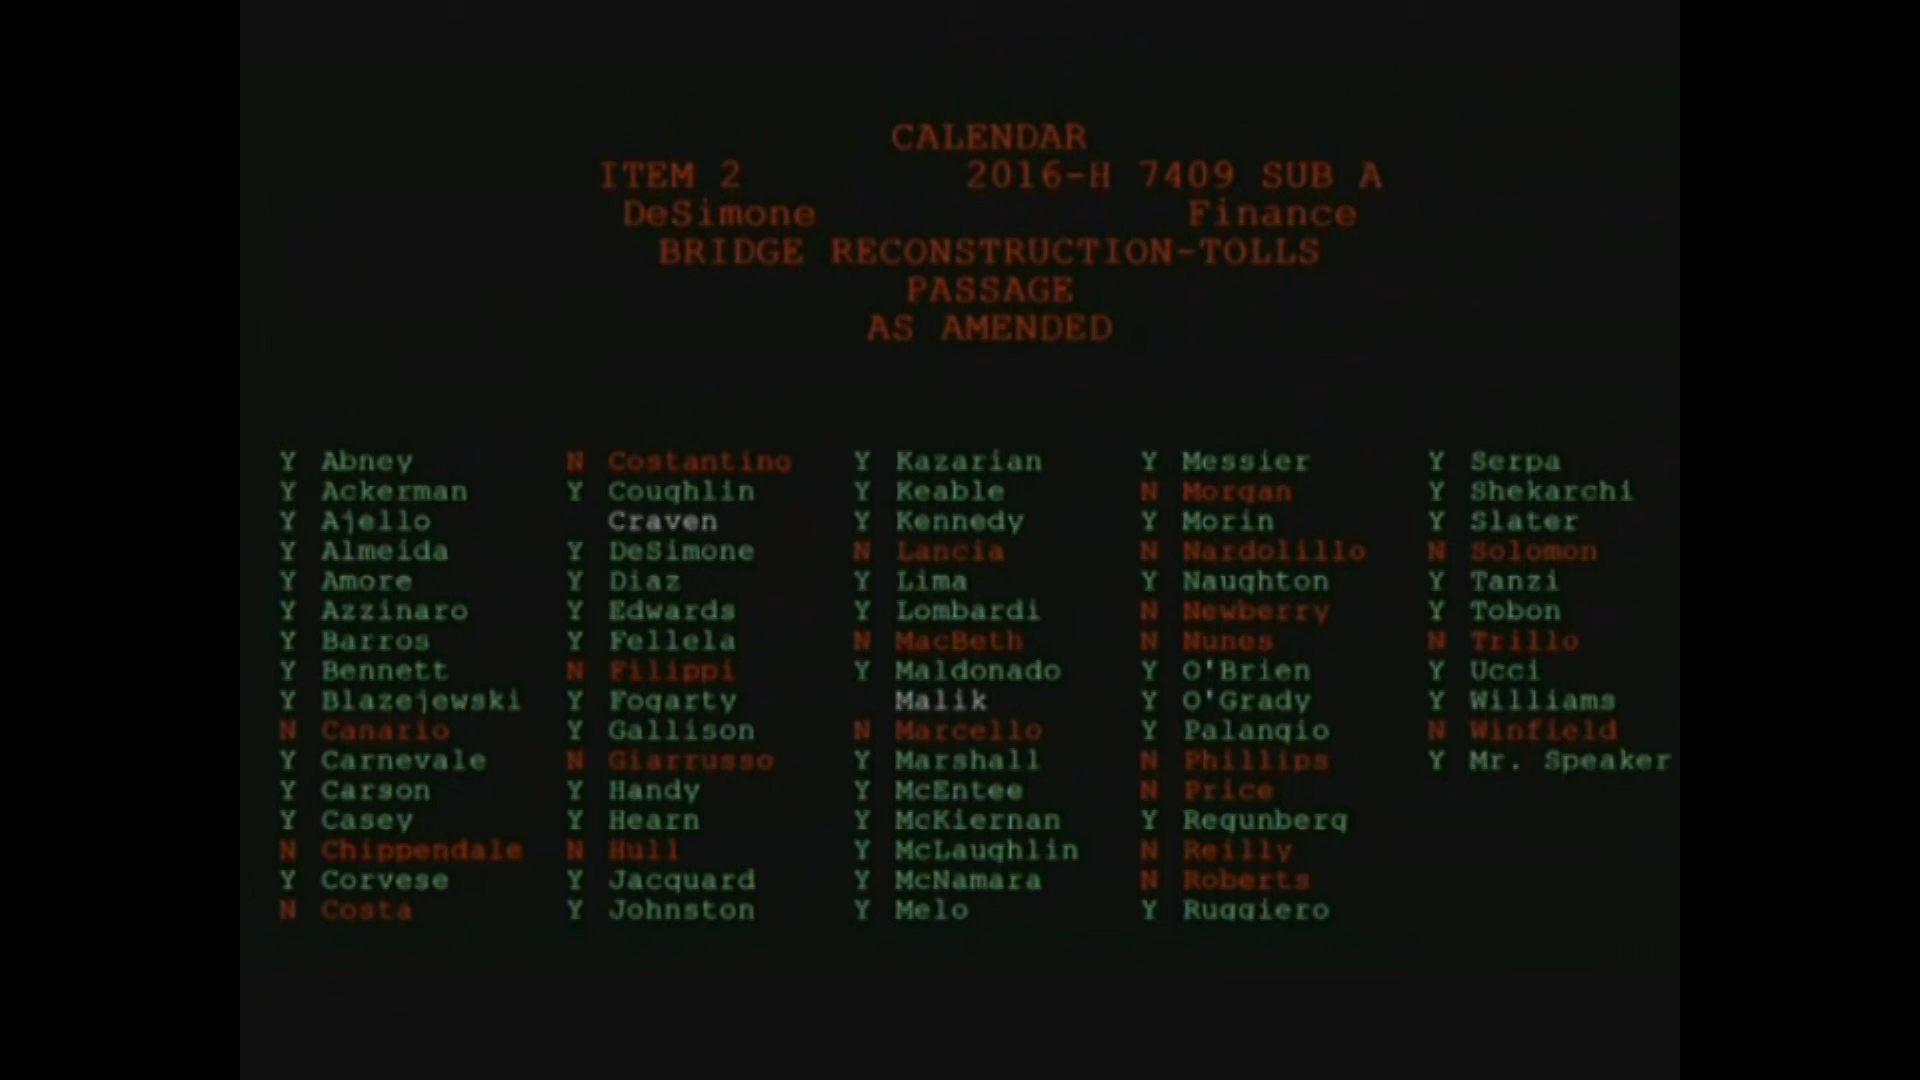 CALENDAR
ITEM 2 2016-H 7409 SUB A
DeSimone Finance
BRIDGE RECONSTRUCTION-TOLLS
PASSAGE
AS AMENDED
Y Abney N Costantino Y Kazarian Y Messier Y Serpa
Y Ackerman Y Coughlin Y Keable N Morgan Y Shekarchi
Y Ajello Craven Y Kennedy Y Morin Y Slater
Y Almeida Y DeSimone N Lancia N Nardolillo N Solomon
Y Amore Y Diaz Y Lima Y Naughton Y Tanzi
Y Azzinaro Y Edwards Y Lombardi N Newberry Y Tobon
Y Barros Y Fellela N MacBeth N Nunes N Trillo
Y Bennett N Filippi Y Maldonado Y O'Brien Y Ucci
Y Blazejewski Y Fogarty Malik Y O'Grady Y Williams
N Canario Y Gallison N Marcello Y Palangio N Winfield
Y Carnevale N Giarrusso Y Marshall N Phillips Y Mr. Speaker
Y Carson Y Handy Y McEntee N Price
Y Casey Y Hearn Y McKiernan Y Regunberg
N Chippendale N Hull Y McLaughlin N Reilly
Y Corvese Y Jacquard Y McNamara N Roberts
N Costa Y Johnston Y Melo Y Ruggiero